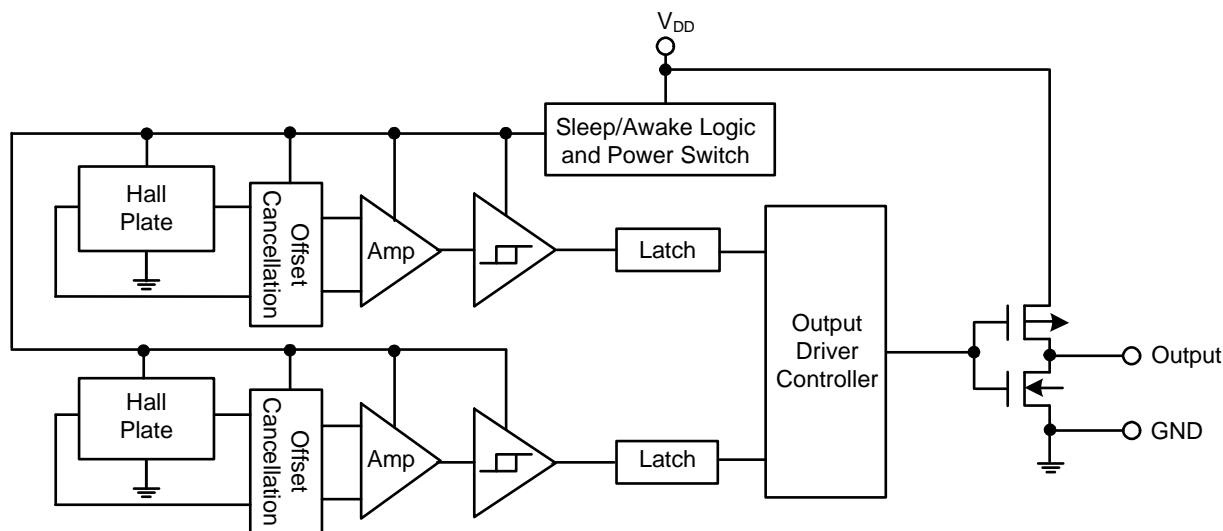 VDD
Sleep/Awake Logic
and Power Switch
Hall
Plate
Offset
Cancellation
Amp
Latch
Output
Driver
Controller
Output
GND
Hall
Plate
Offset
Cancellation
Amp
Latch